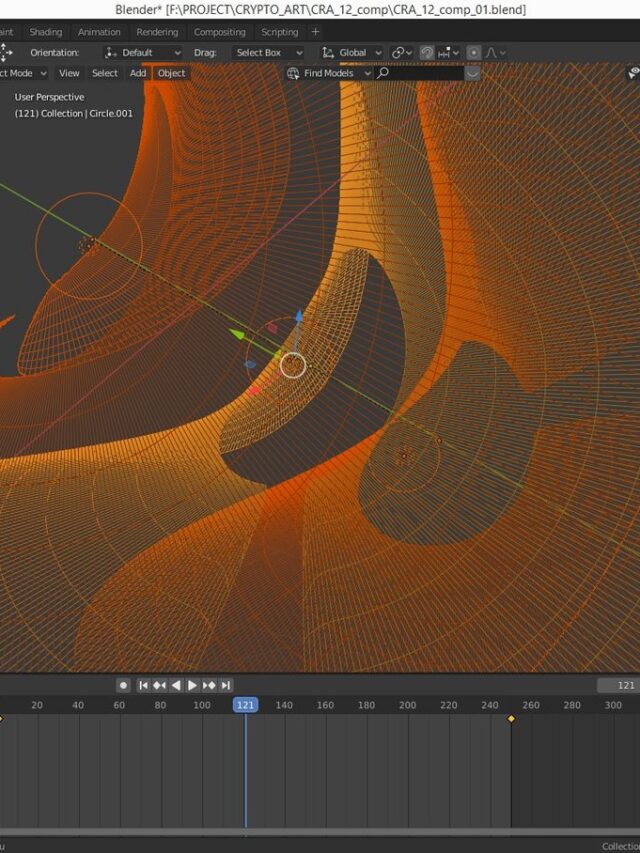 Blender* [F:\PROJECT\CRYPTO_ART\CRA_12_comp\CRA_12_comp_01.blend]
aint Shading Animation Rendering Compositing Scripting +
Orientation: Default Drag: Select Box Global
ct Mode View Select Add Object Find Models
User Perspective
(121) Collection | Circle.001
121
20 40 60 80 100 121 140 160 180 200 220 240 260 280 300
u Collection